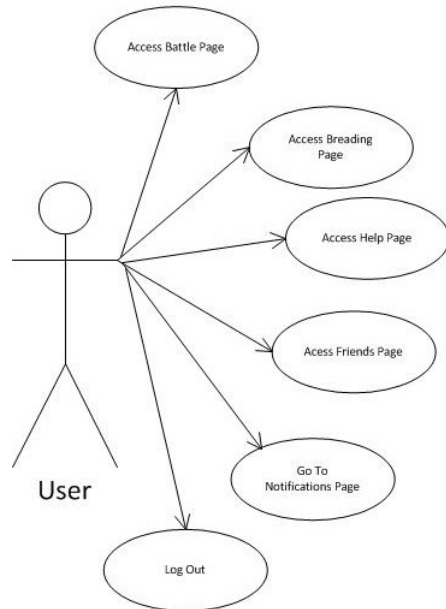 Access Battle Page
Access Breading
Page
Access Help Page
Acess Friends Page
Go To
Notifications Page
User
Log Out